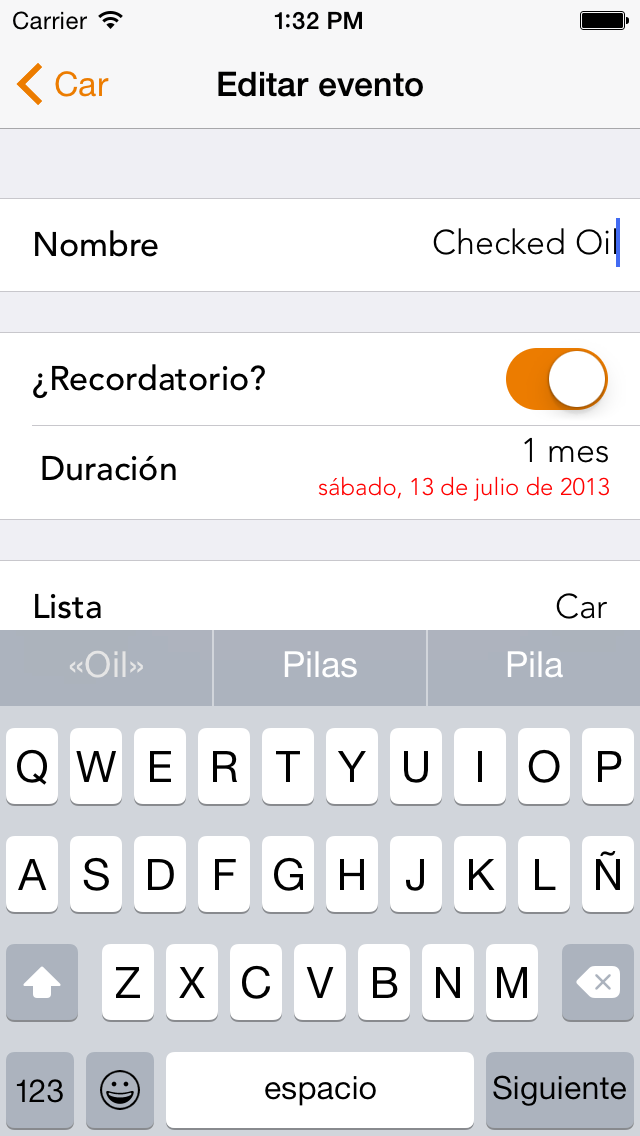 Carrier 1:32 PM
Car Editar evento
Nombre Checked Oil
¿Recordatorio?
Duración 1 mes
sábado, 13 de julio de 2013
Lista Car
«Oil» Pilas Pila
Q W E R T Y U I O P
A S D F G H J K L Ñ
Z X C V B N M
123 espacio Siguiente